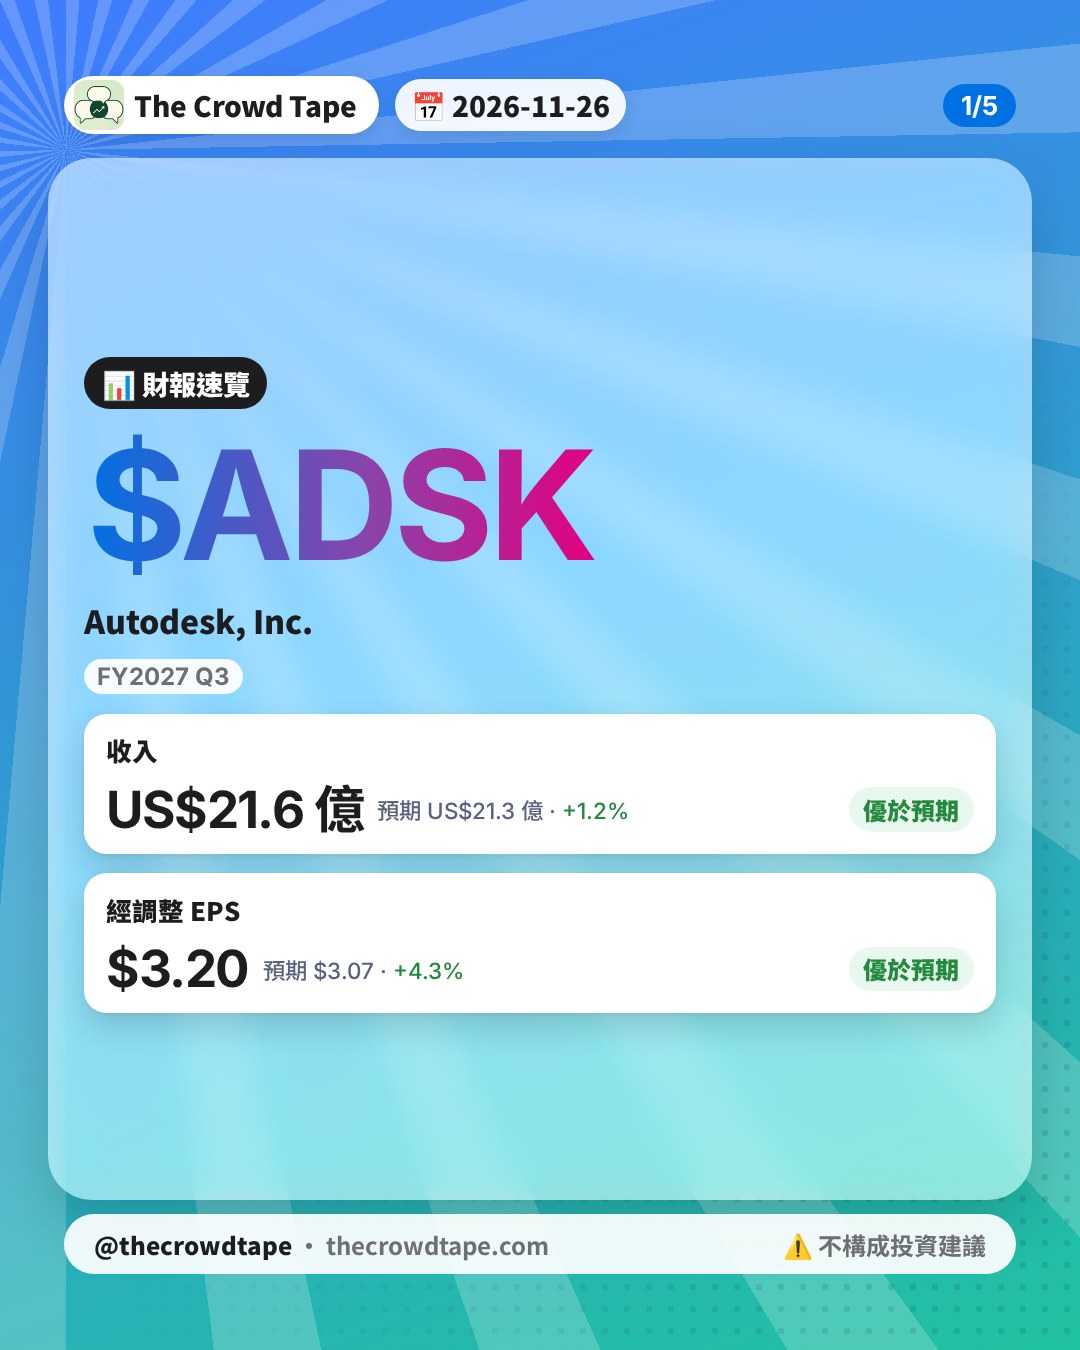 The Crowd Tape
2026-11-26
1/5
財報速覽
$ADSK
Autodesk, Inc.
FY2027 Q3
收入
US$21.6 億 預期 US$21.3 億 · +1.2% 優於預期
經調整 EPS
$3.20 預期 $3.07 · +4.3% 優於預期
@thecrowdtape • thecrowdtape.com
⚠️ 不構成投資建議